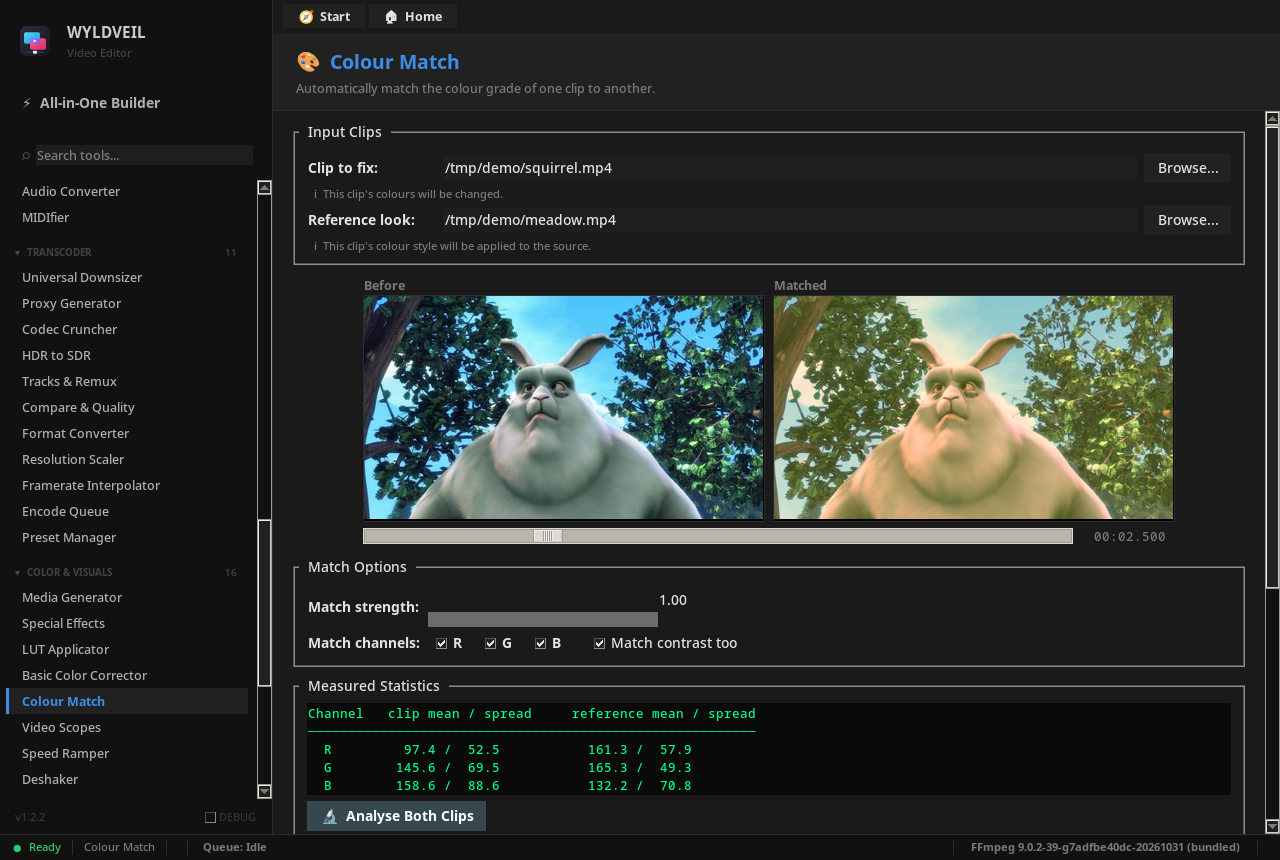 WYLDVEIL
Video Editor
All-in-One Builder
Search tools...
Audio Converter
MIDIfier
TRANSCODER 11
Universal Downsizer
Proxy Generator
Codec Cruncher
HDR to SDR
Tracks & Remux
Compare & Quality
Format Converter
Resolution Scaler
Framerate Interpolator
Encode Queue
Preset Manager
COLOR & VISUALS 16
Media Generator
Special Effects
LUT Applicator
Basic Color Corrector
Colour Match
Video Scopes
Speed Ramper
Deshaker
v1.2.2 DEBUG
Start Home
Colour Match
Automatically match the colour grade of one clip to another.
Input Clips
Clip to fix: /tmp/demo/squirrel.mp4 Browse...
i This clip's colours will be changed.
Reference look: /tmp/demo/meadow.mp4 Browse...
i This clip's colour style will be applied to the source.
Before Matched
00:02.500
Match Options
Match strength: 1.00
Match channels: R G B Match contrast too
Measured Statistics
Channel clip mean / spread reference mean / spread
R 97.4 / 52.5 161.3 / 57.9
G 145.6 / 69.5 165.3 / 49.3
B 158.6 / 88.6 132.2 / 70.8
Analyse Both Clips
Ready Colour Match Queue: Idle FFmpeg 9.0.2-39-g7adfbe40dc-20261031 (bundled)